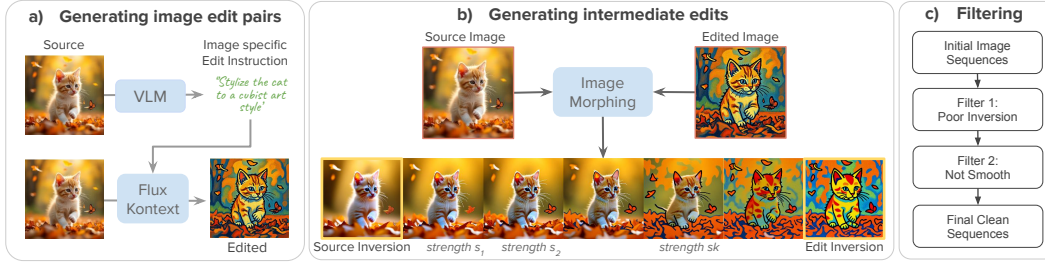 a) Generating image edit pairs
Source
Image specific
Edit Instruction
VLM
"Stylize the cat
to a cubist art
style'
Flux
Kontext
Edited
b) Generating intermediate edits
Source Image
Edited Image
Image
Morphing
Source Inversion
strength s1
strength s2
strength sk
Edit Inversion
c) Filtering
Initial Image
Sequences
Filter 1:
Poor Inversion
Filter 2:
Not Smooth
Final Clean
Sequences